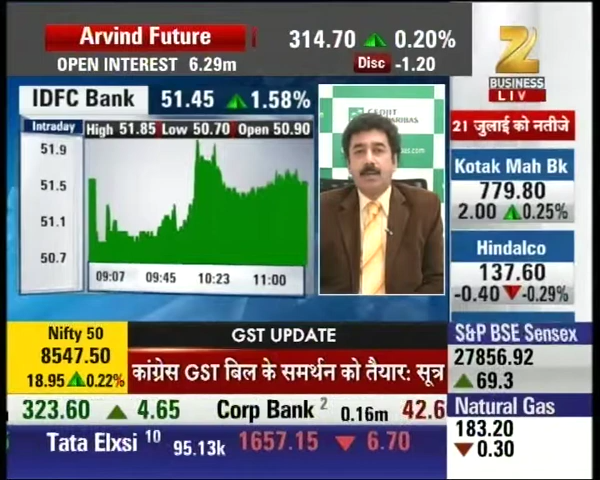 Arvind Future
314.70 0.20%
OPEN INTEREST 6.29m
Disc -1.20
Z
BUSINESS
LIV
IDFC Bank 51.45 1.58%
Intraday High 51.85 Low 50.70 Open 50.90
51.9
51.5
51.1
50.7
09:07 09:45 10:23 11:00
21 जुलाई को नतीजे
Kotak Mah Bk
779.80
2.00 0.25%
Hindalco
137.60
-0.40 -0.29%
Nifty 50
8547.50
18.95 0.22%
GST UPDATE
कांग्रेस GST बिल के समर्थन को तैयार: सूत्र
S&P BSE Sensex
27856.92
69.3
323.60 4.65 Corp Bank 2 0.16m 42.6
Natural Gas
183.20
0.30
Tata Elxsi 10 95.13k 1657.15 6.70